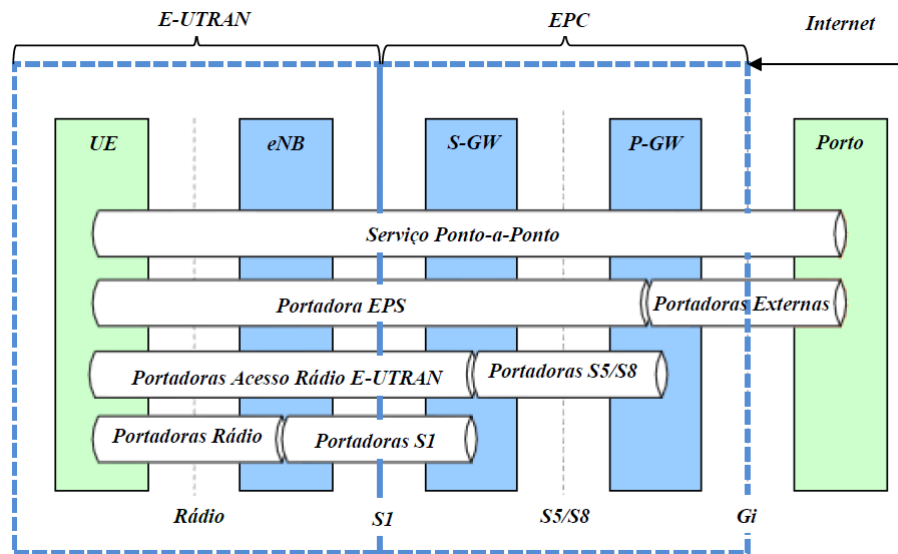 E-UTRAN
EPC
Internet
UE
eNB
S-GW
P-GW
Porto
Serviço Ponto-a-Ponto
Portadora EPS
Portadoras Externas
Portadoras Acesso Rádio E-UTRAN
Portadoras S5/S8
Portadoras Rádio
Portadoras S1
Rádio
S1
S5/S8
Gi